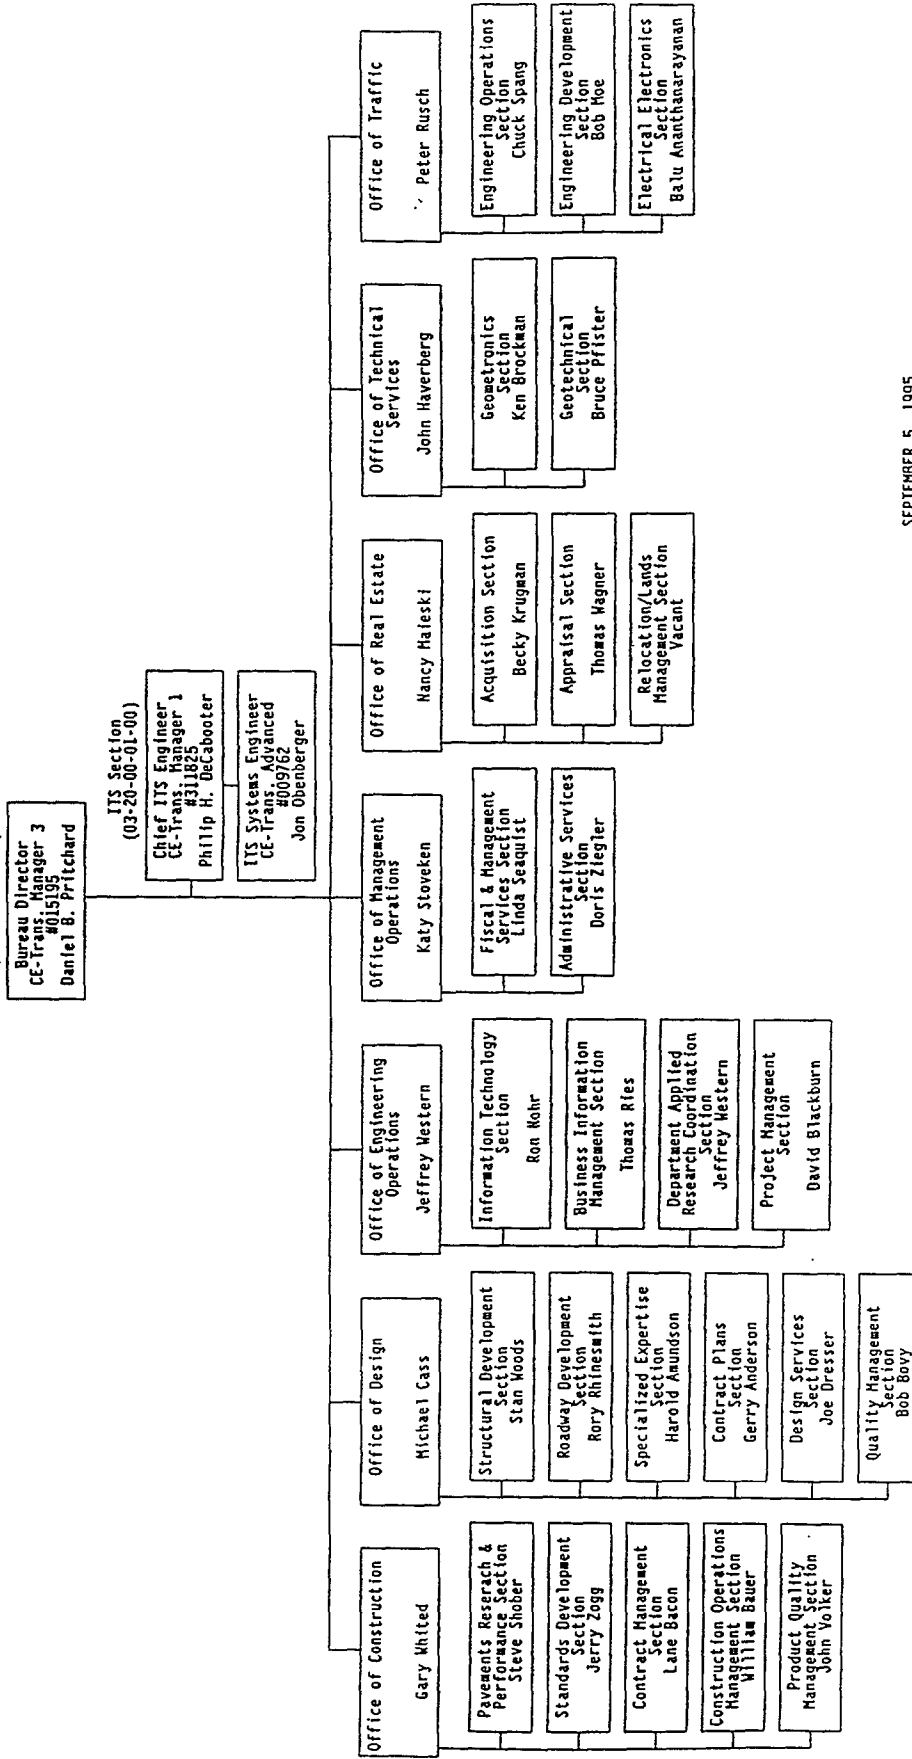 Bureau Director
CE-Trans. Manager 3
#015195
Daniel B. Pritchard
ITS Section
(03-20-00-01-00)
Chief ITS Engineer
CE-Trans. Manager 1
#311825
Philip H. DeCabooter
ITS Systems Engineer
CE-Trans. Advanced
#009762
Jon Obenberger
Office of Construction
Gary Whited
Pavements Reserach &
Performance Section
Steve Shober
Standards Development
Section
Jerry Zogg
Contract Management
Section
Lane Bacon
Construction Operations
Management Section
William Bauer
Product Quality
Management Section
John Volker
Office of Design
Michael Cass
Structural Development
Section
Stan Woods
Roadway Development
Section
Rory Rhinesmith
Specialized Expertise
Section
Harold Amundson
Contract Plans
Section
Gerry Anderson
Design Services
Section
Joe Dresser
Quality Management
Section
Bob Bovy
Office of Engineering
Operations
Jeffrey Western
Information Technology
Section
Ron Nohr
Business Information
Management Section
Thomas Ries
Department Applied
Research Coordination
Section
Jeffrey Western
Project Management
Section
David Blackburn
Office of Management
Operations
Katy Stoveken
Fiscal & Management
Services Section
Linda Seaquist
Administrative Services
Section
Doris Ziegler
Office of Real Estate
Nancy Maleski
Acquisition Section
Becky Krugman
Appraisal Section
Thomas Wagner
Relocation/Lands
Management Section
Vacant
Office of Technical
Services
John Haverberg
Geometronics
Section
Ken Brockman
Geotechnical
Section
Bruce Pfister
Office of Traffic
Peter Rusch
Engineering Operations
Section
Chuck Spang
Engineering Development
Section
Bob Moe
Electrical Electronics
Section
Balu Ananthanarayanan
SEPTEMBER 5, 1995